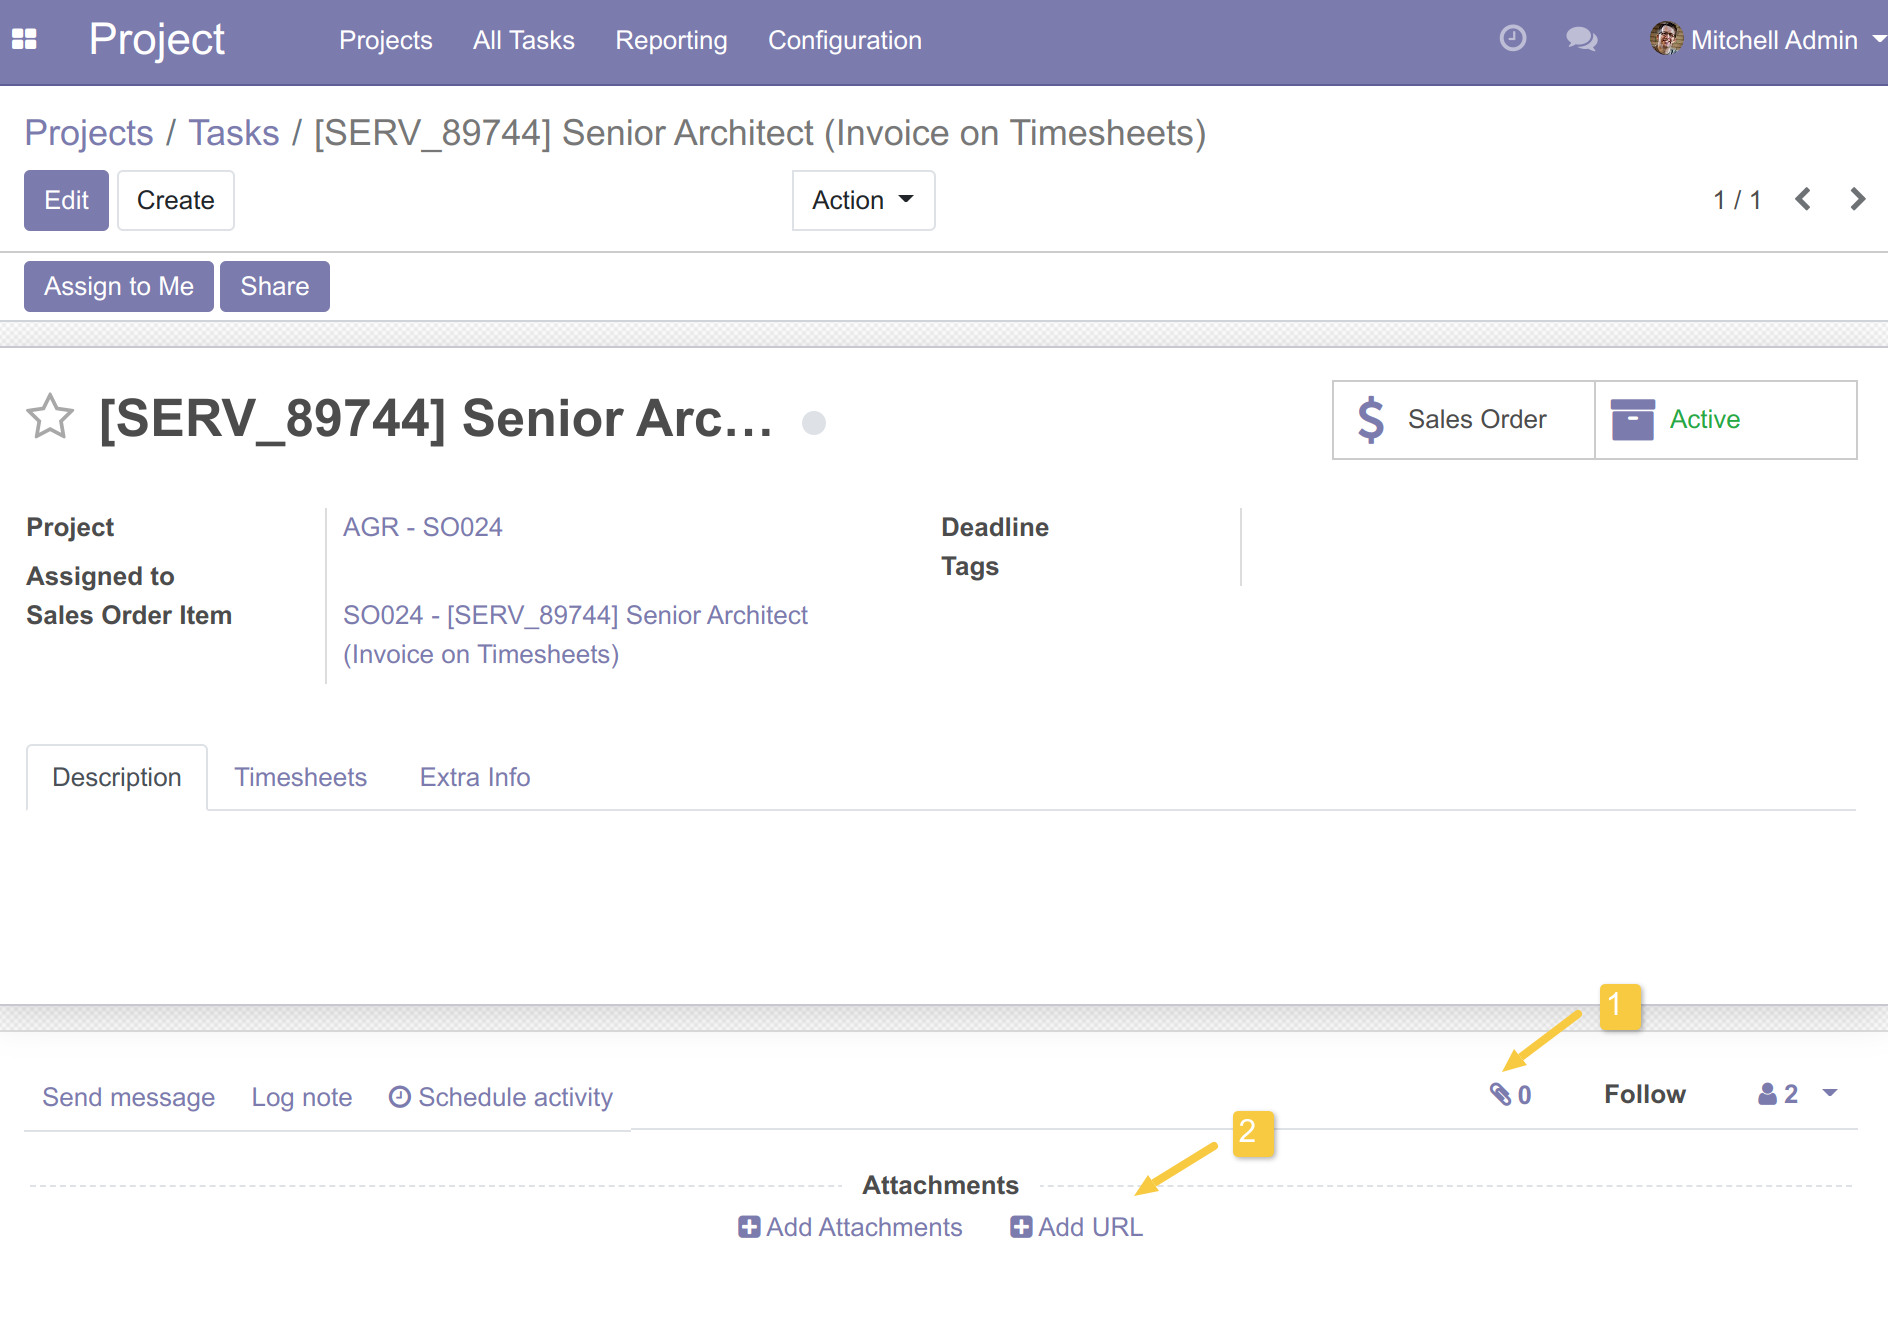 Project Projects All Tasks Reporting Configuration Mitchell Admin
Projects / Tasks / [SERV_89744] Senior Architect (Invoice on Timesheets)
Edit Create Action 1 / 1
Assign to Me Share
[SERV_89744] Senior Arc... Sales Order Active
Project AGR - SO024 Deadline
Tags
Assigned to
Sales Order Item SO024 - [SERV_89744] Senior Architect
(Invoice on Timesheets)
Description Timesheets Extra Info
1
Send message Log note Schedule activity 0 Follow 2
2
Attachments
Add Attachments Add URL